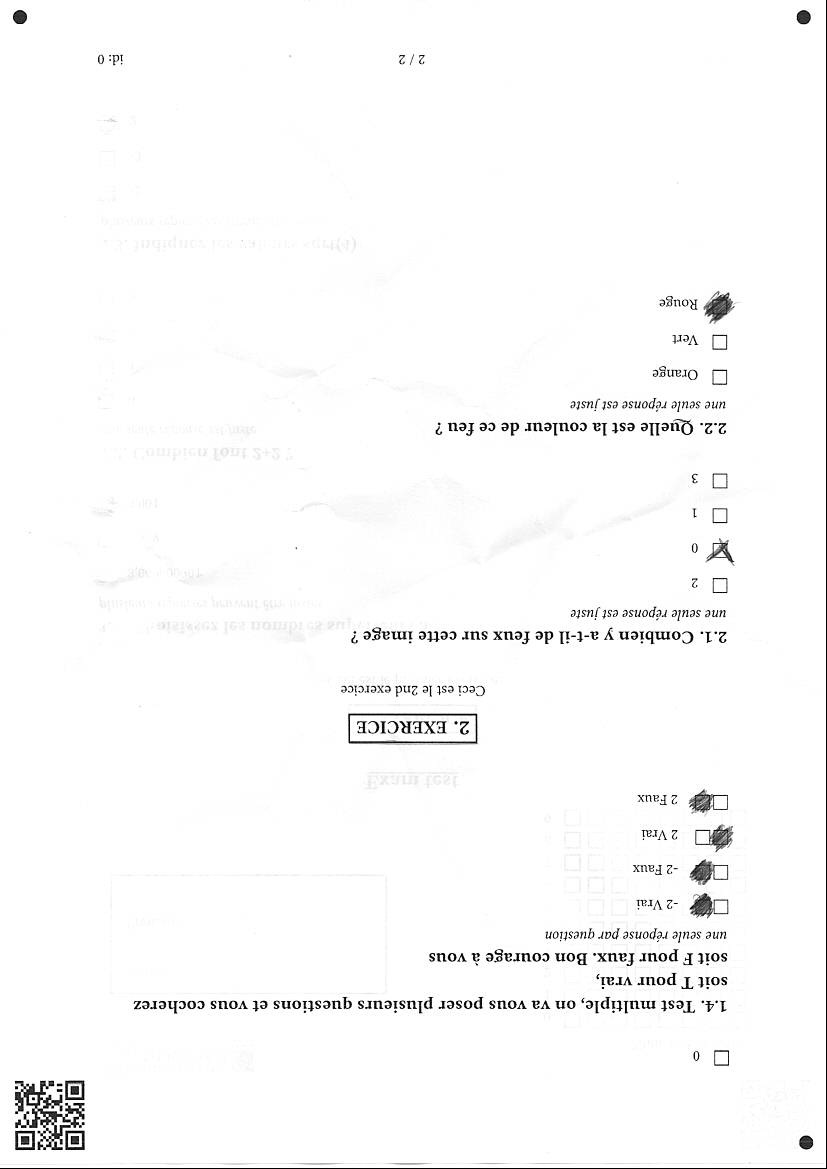 0
1.4. Test multiple, on va vous poser plusieurs questions et vous cocherez
soit T pour vrai,
soit F pour faux. Bon courage à vous
une seule réponse par question
-2 Vrai
-2 Faux
2 Vrai
2 Faux
2. EXERCICE
Ceci est le 2nd exercice
2.1. Combien y a-t-il de feux sur cette image ?
une seule réponse est juste
2
0
1
3
2.2. Quelle est la couleur de ce feu ?
une seule réponse est juste
Orange
Vert
Rouge
2 / 2
id: 0